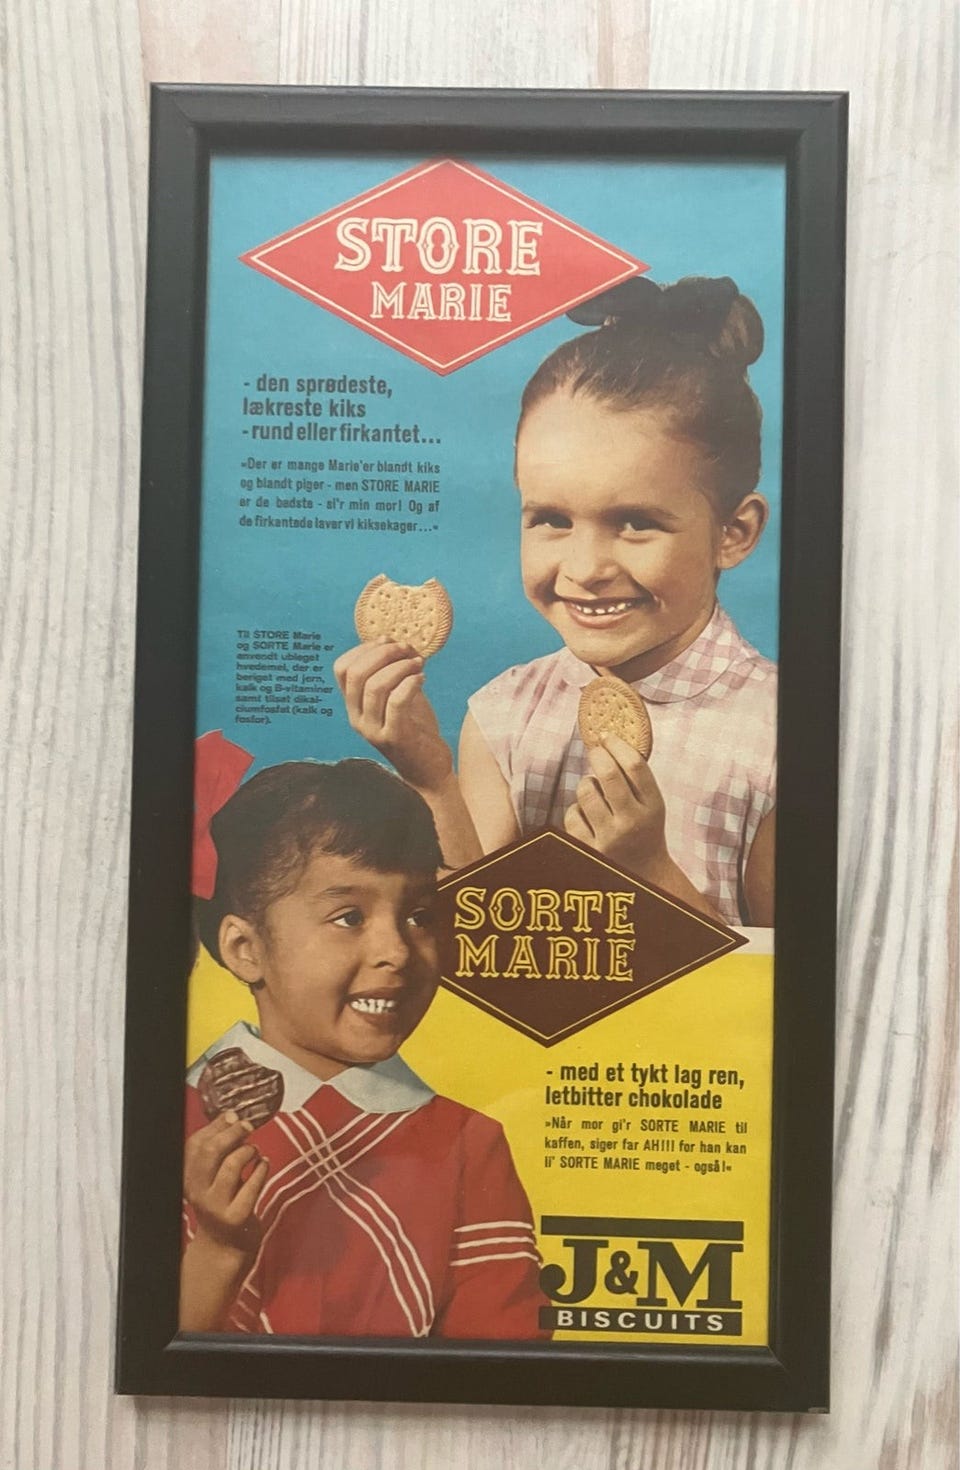 STORE
MARIE
- den sprødeste,
lækreste kiks
- rund eller firkantet...
»Der er mange Marie'er blandt kiks
og blandt piger - men STORE MARIE
er de bedste - si'r min mor! Og af
de firkantede laver vi kiksekager...«
Til STORE Marie
og SORTE Marie er
anvendt ubleget
hvedemel, der er
beriget med jern,
kalk og B-vitaminer
samt tilsat dikal-
ciumfosfat (kalk og
fosfor).
SORTE
MARIE
- med et tykt lag ren,
letbitter chokolade
»Når mor gi'r SORTE MARIE til
kaffen, siger far AH!!! for han kan
li' SORTE MARIE meget - også!«
J&M
BISCUITS